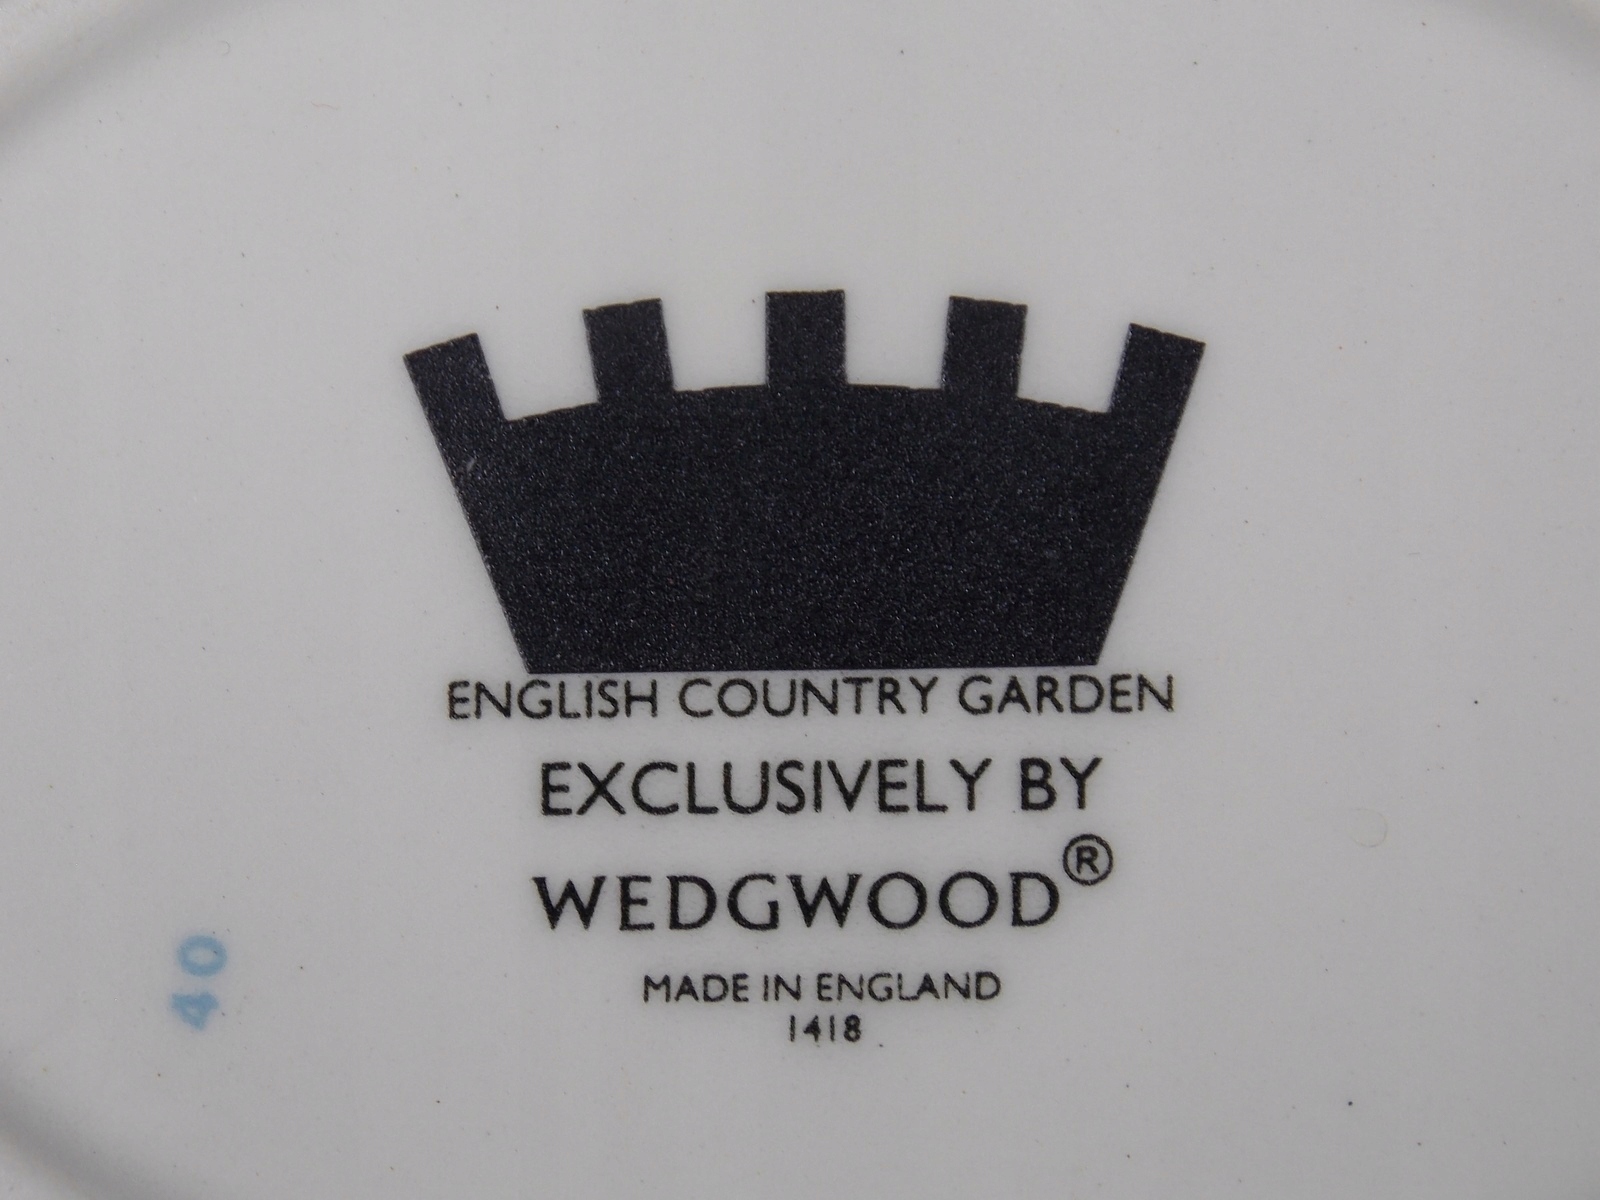 ENGLISH COUNTRY GARDEN
EXCLUSIVELY BY
WEDGWOOD®
MADE IN ENGLAND
1418
40